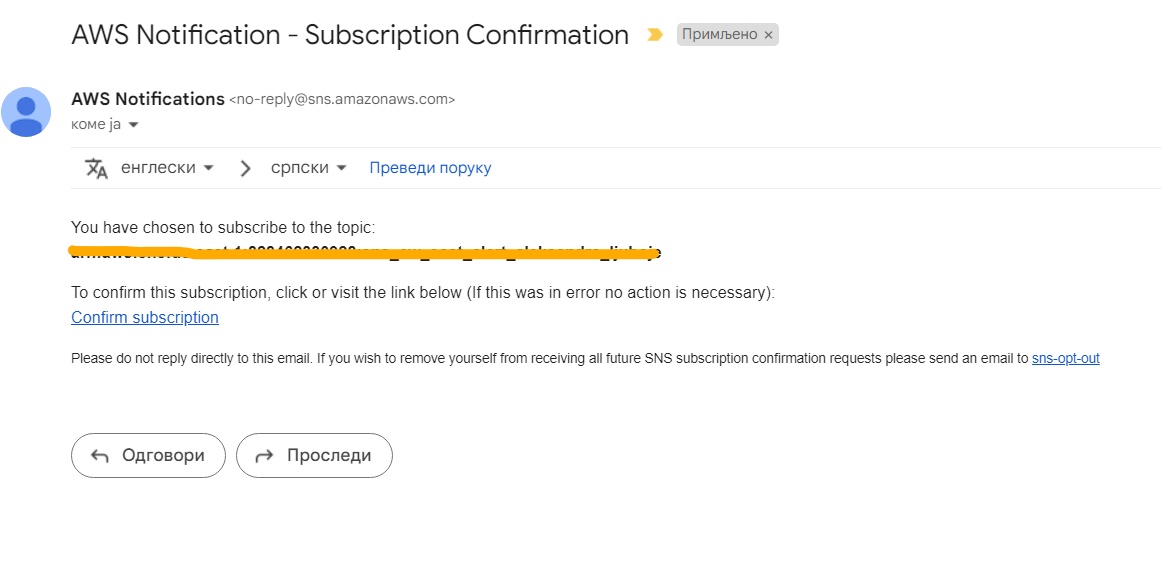 AWS Notification - Subscription Confirmation Примљено ×
AWS Notifications <no-reply@sns.amazonaws.com>
коме ја
енглески српски Преведи поруку
You have chosen to subscribe to the topic:
To confirm this subscription, click or visit the link below (If this was in error no action is necessary):
Confirm subscription
Please do not reply directly to this email. If you wish to remove yourself from receiving all future SNS subscription confirmation requests please send an email to sns-opt-out
Одговори Проследи